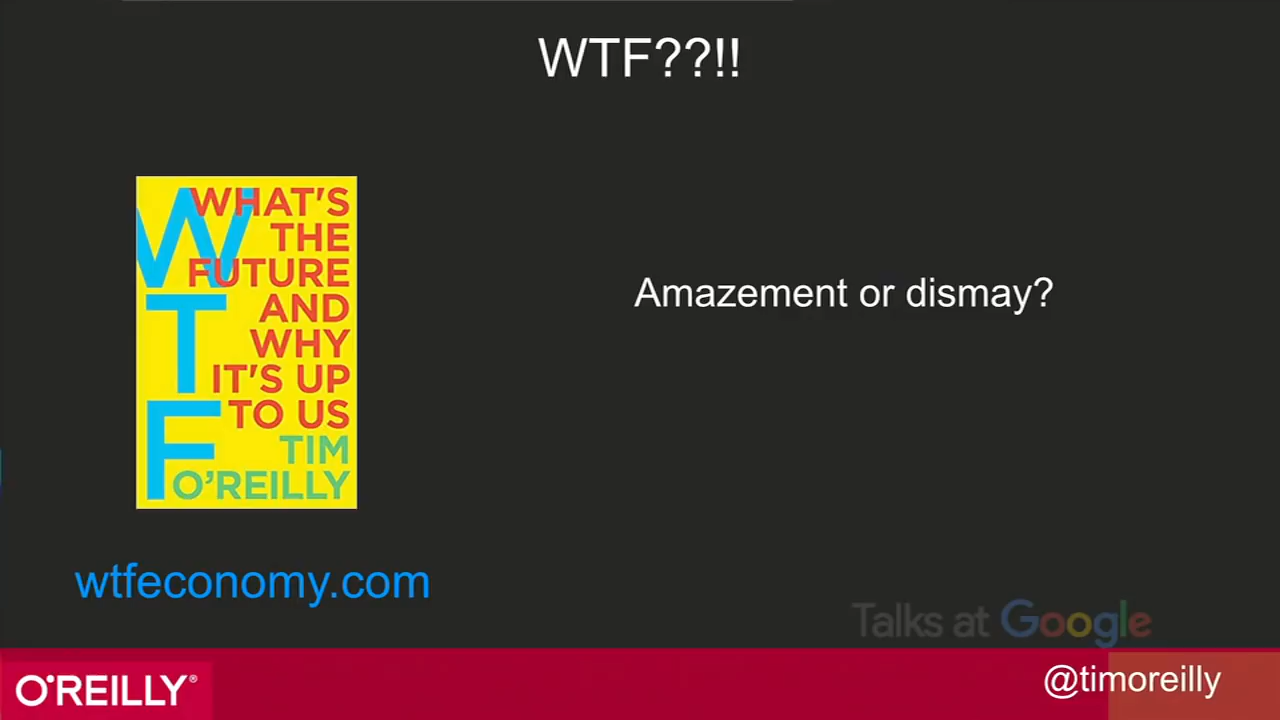 WTF??!!
W
T
F
WHAT'S
THE
FUTURE
AND
WHY
IT'S UP
TO US
TIM
O'REILLY
Amazement or dismay?
wtfeconomy.com
Talks at Google
O'REILLY®
@timoreilly